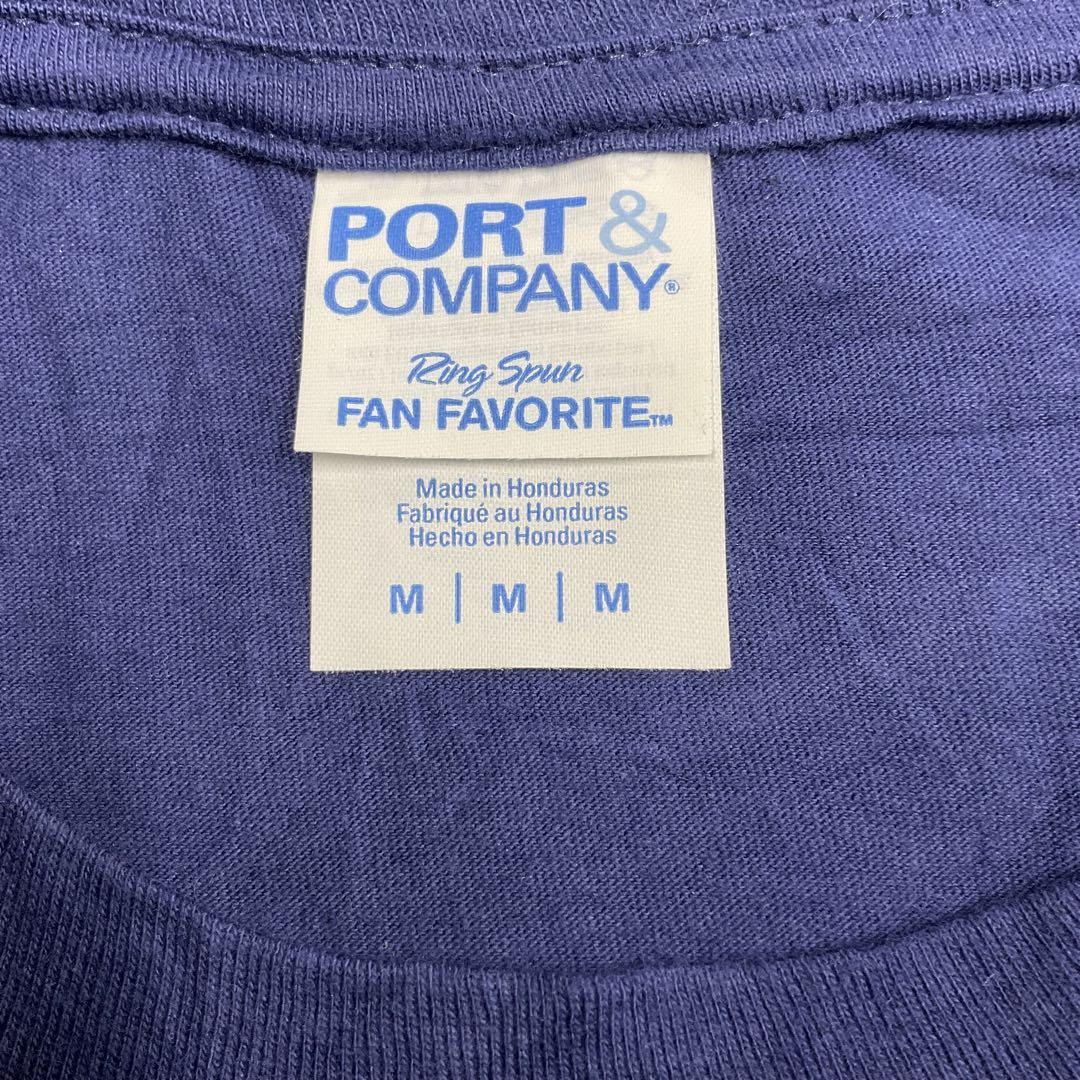 PORT &
COMPANY®
Ring Spun
FAN FAVORITE™
Made in Honduras
Fabriqué au Honduras
Hecho en Honduras
M | M | M